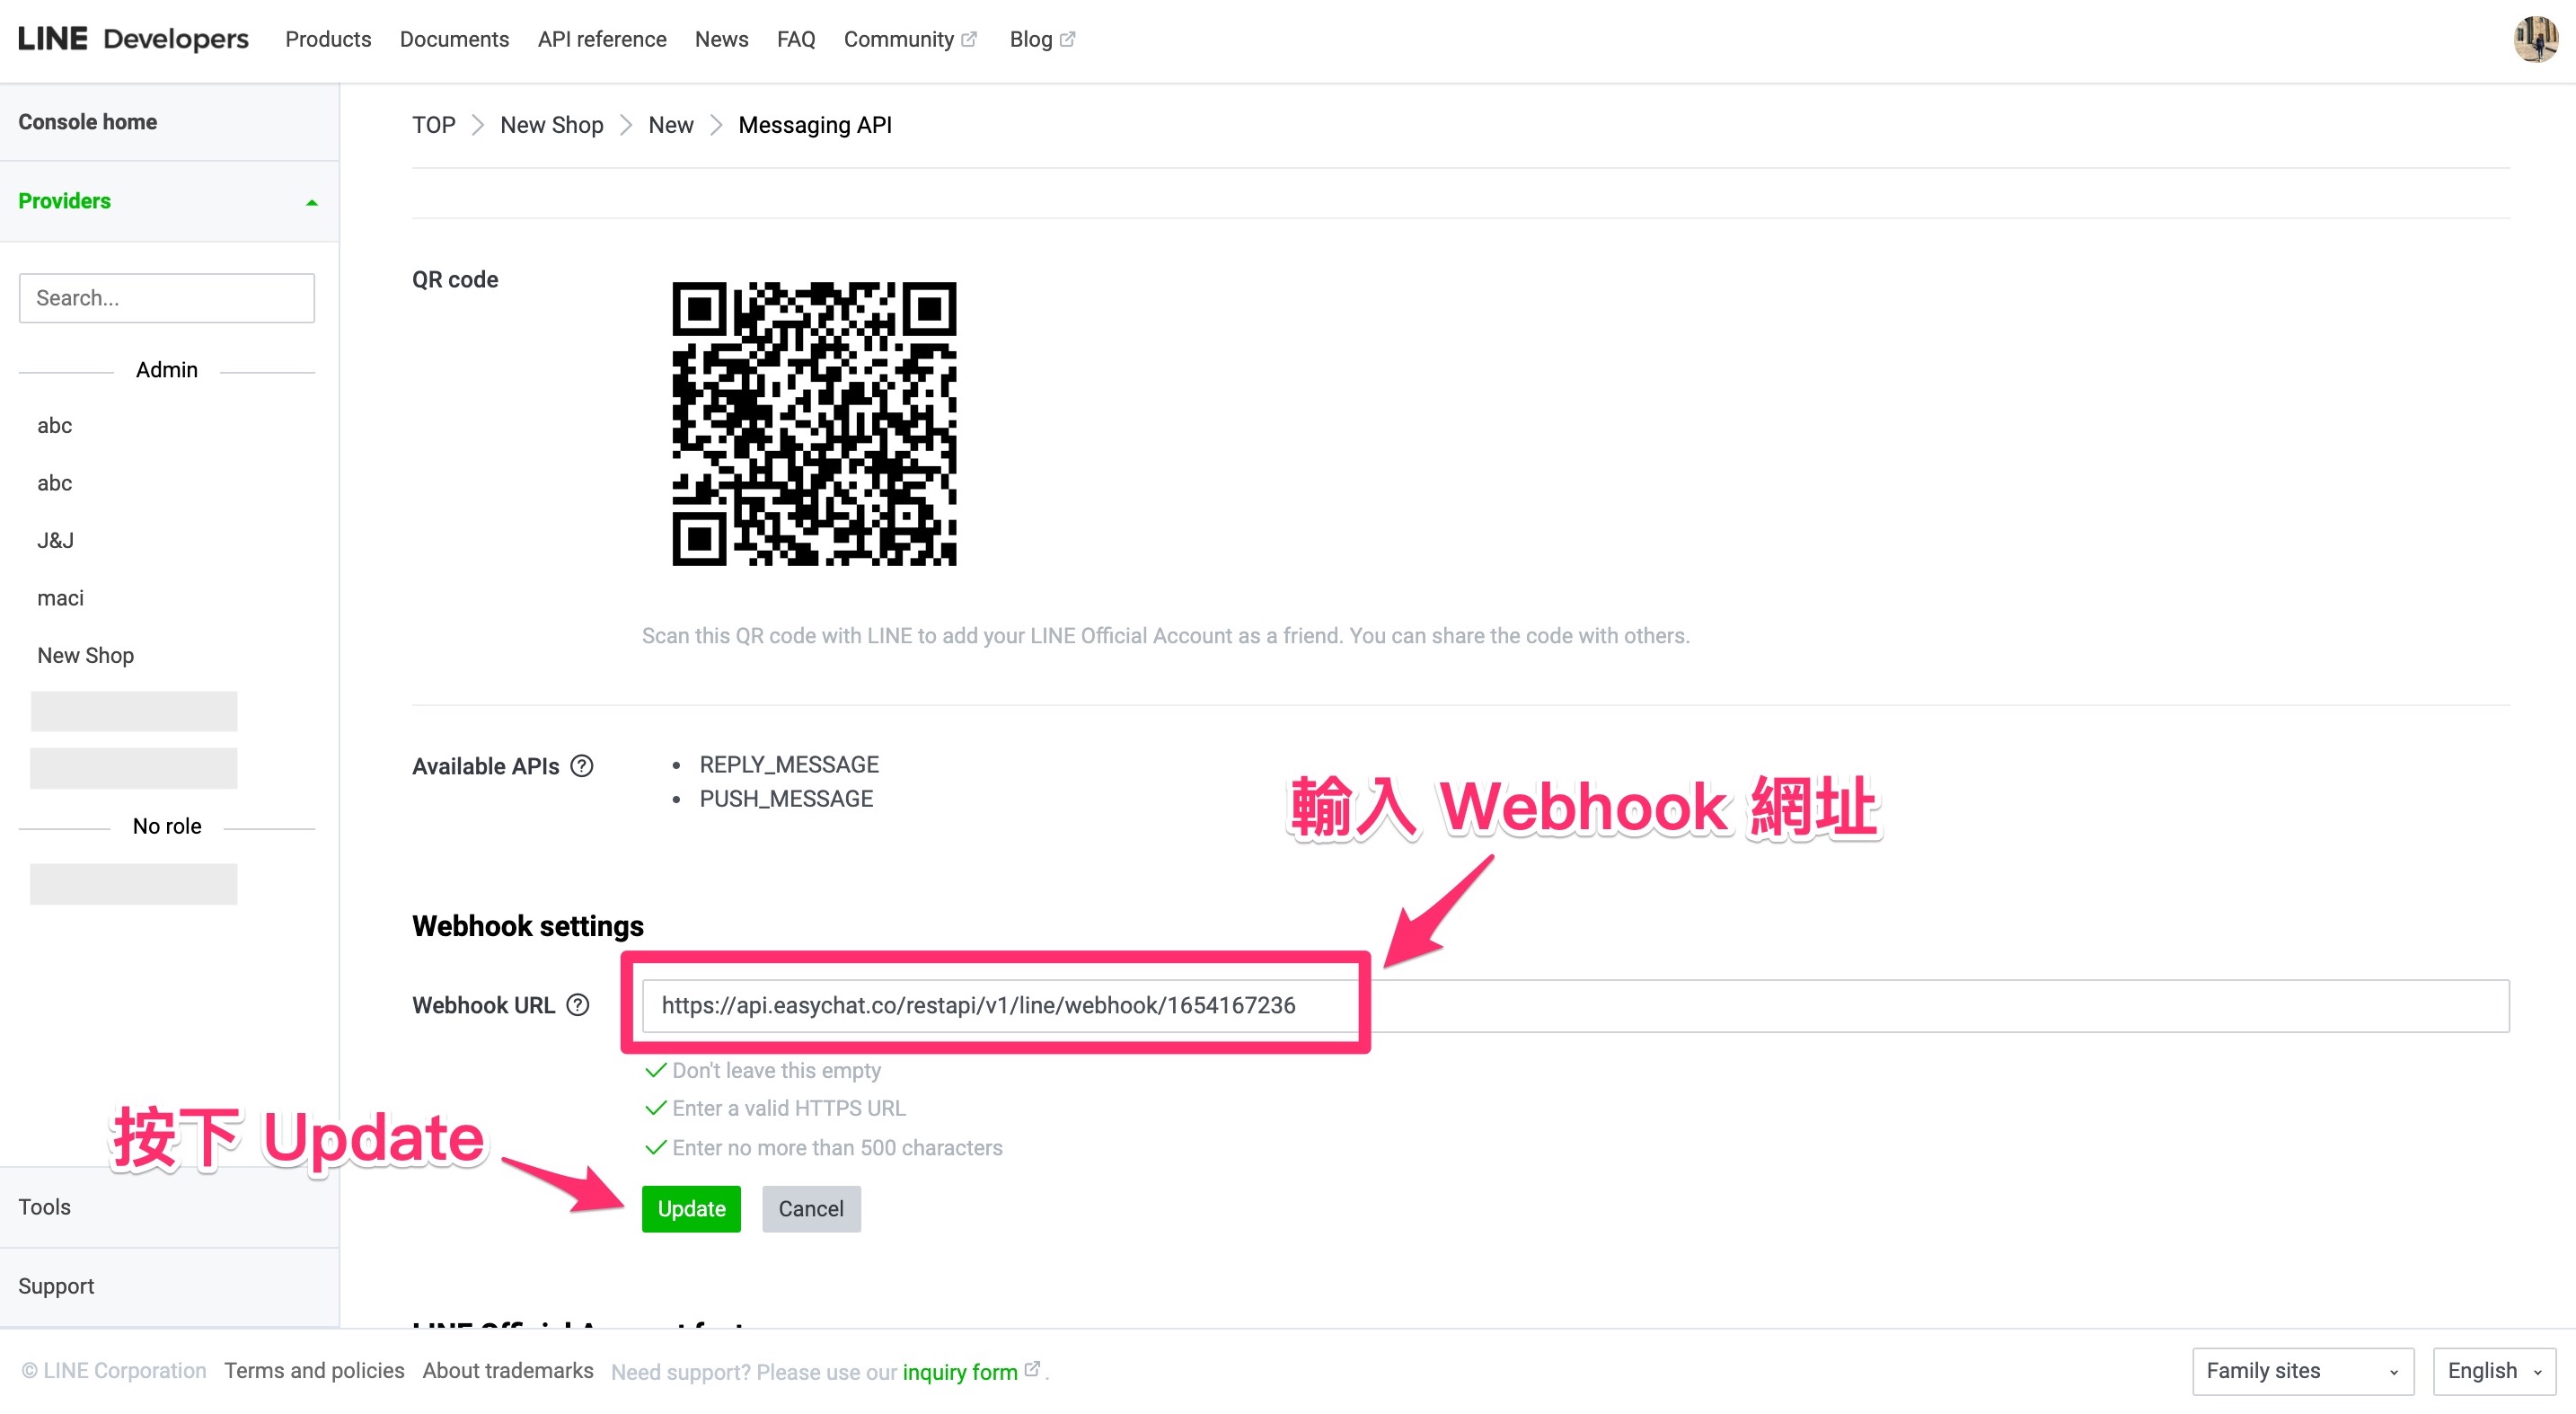 LINE Developers Products Documents API reference News FAQ Community Blog
Console home
Providers
Search...
Admin
abc
abc
J&J
maci
New Shop
No role
Tools
Support
TOP New Shop New Messaging API
QR code
Scan this QR code with LINE to add your LINE Official Account as a friend. You can share the code with others.
Available APIs ?
• REPLY_MESSAGE
• PUSH_MESSAGE
輸入 Webhook 網址
Webhook settings
Webhook URL ? https://api.easychat.co/restapi/v1/line/webhook/1654167236
Don't leave this empty
Enter a valid HTTPS URL
Enter no more than 500 characters
按下 Update
Update Cancel
LINE Official Account
© LINE Corporation Terms and policies About trademarks Need support? Please use our inquiry form .
Family sites English